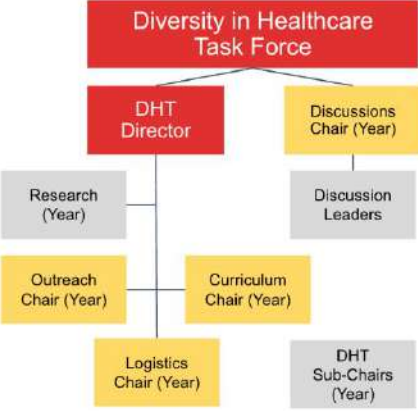 Diversity in Healthcare
Task Force
DHT
Director
Discussions
Chair (Year)
Research
(Year)
Discussion
Leaders
Outreach
Chair (Year)
Curriculum
Chair (Year)
Logistics
Chair (Year)
DHT
Sub-Chairs
(Year)